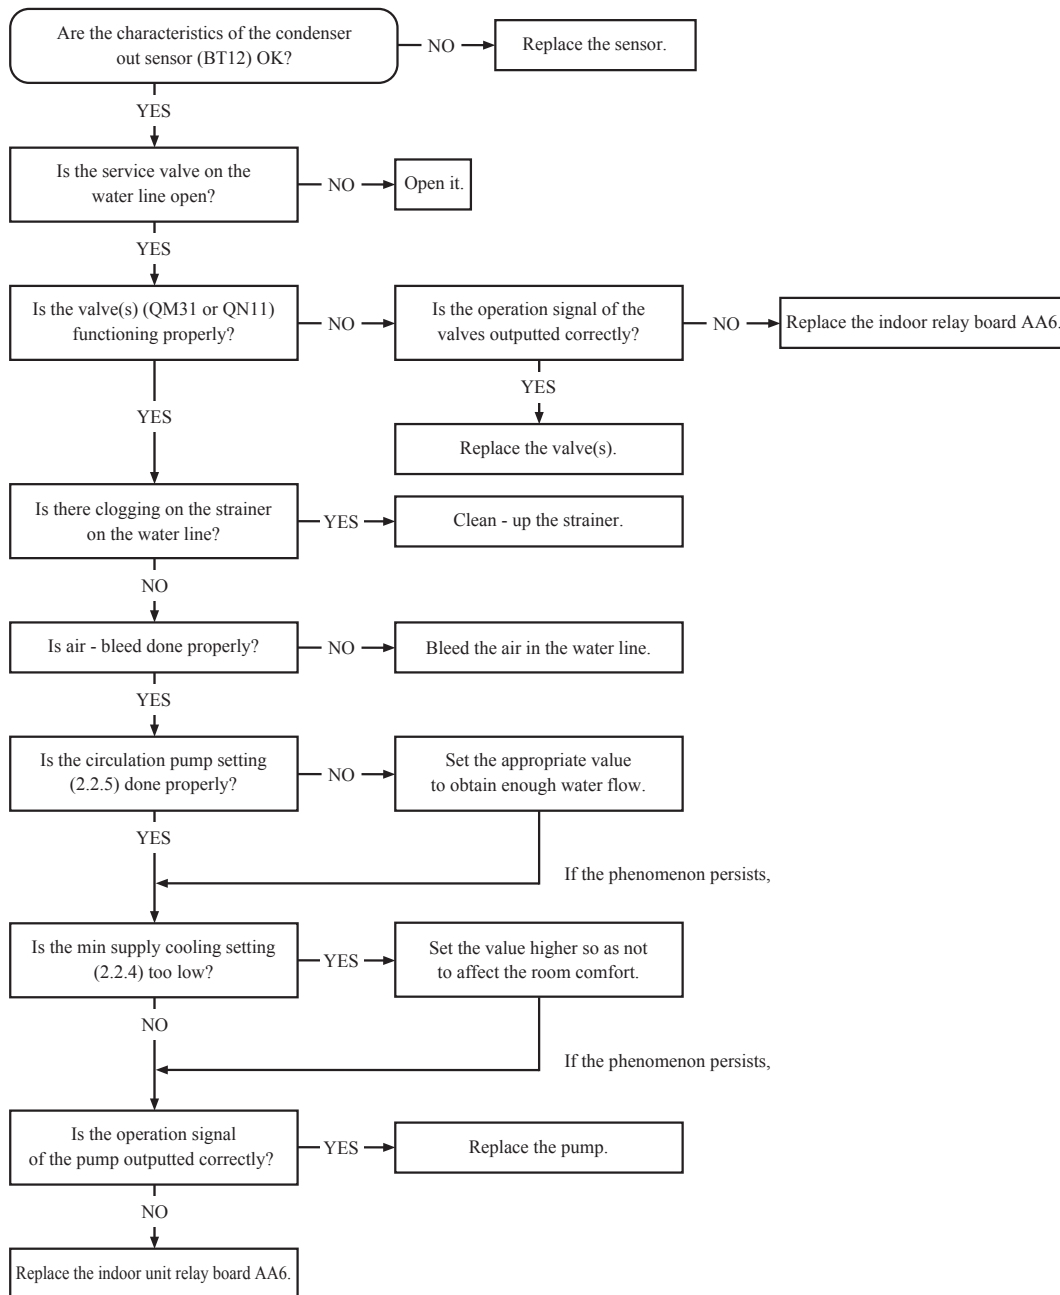 Are the characteristics of the condenser
out sensor (BT12) OK?
NO
Replace the sensor.
YES
Is the service valve on the
water line open?
NO
Open it.
YES
Is the valve(s) (QM31 or QN11)
functioning properly?
NO
Is the operation signal of the
valves outputted correctly?
NO
Replace the indoor relay board AA6.
YES
YES
Replace the valve(s).
Is there clogging on the strainer
on the water line?
YES
Clean - up the strainer.
NO
Is air - bleed done properly?
NO
Bleed the air in the water line.
YES
Is the circulation pump setting
(2.2.5) done properly?
NO
Set the appropriate value
to obtain enough water flow.
YES
If the phenomenon persists,
Is the min supply cooling setting
(2.2.4) too low?
YES
Set the value higher so as not
to affect the room comfort.
NO
If the phenomenon persists,
Is the operation signal
of the pump outputted correctly?
YES
Replace the pump.
NO
Replace the indoor unit relay board AA6.